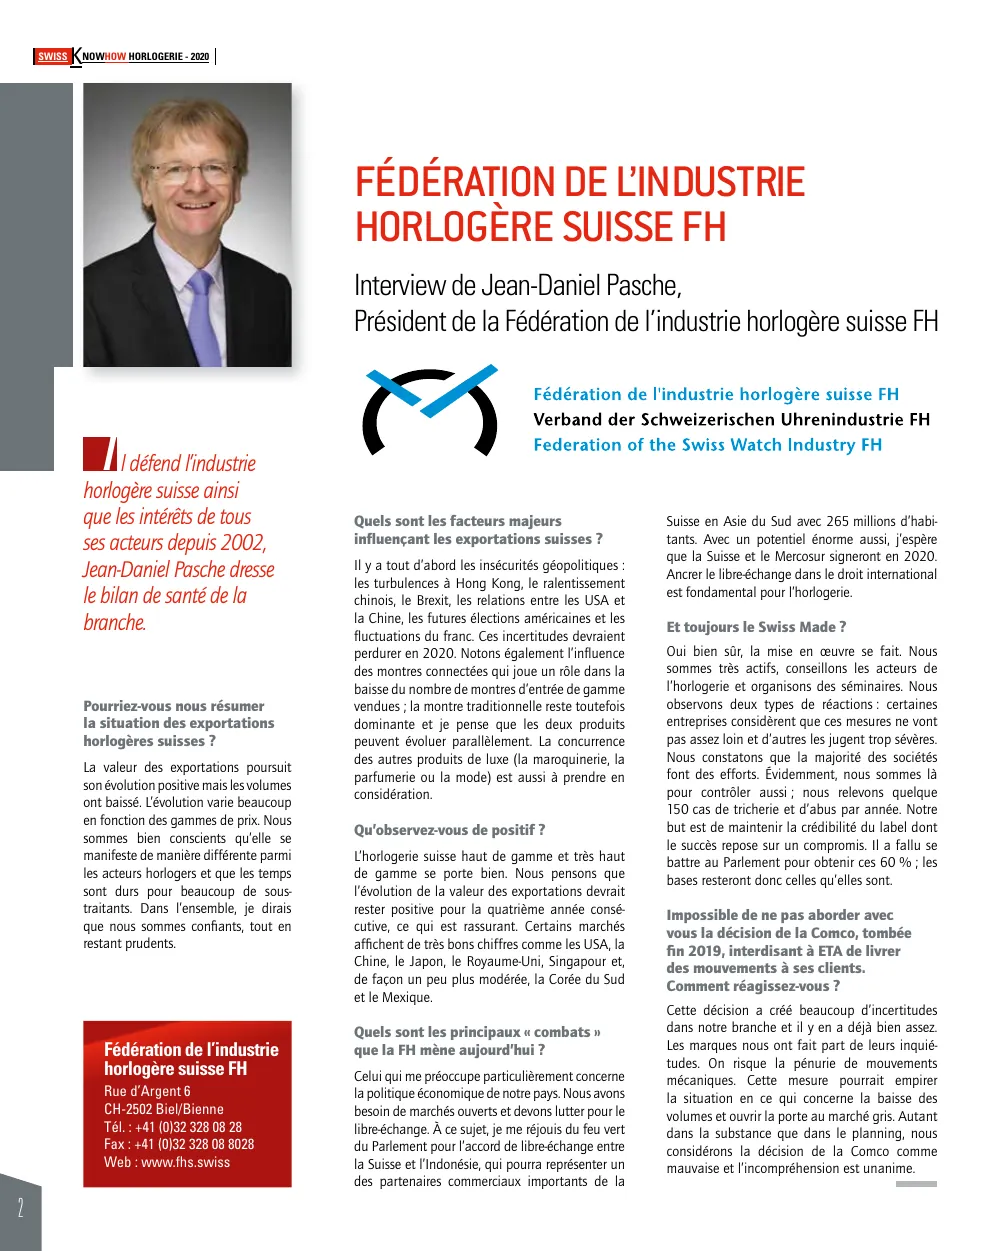 SWISS KNOWHOW HORLOGERIE - 2020
FÉDÉRATION DE L'INDUSTRIE
HORLOGÈRE SUISSE FH
Interview de Jean-Daniel Pasche,
Président de la Fédération de l'industrie horlogère suisse FH
Fédération de l'industrie horlogère suisse FH
Verband der Schweizerischen Uhrenindustrie FH
Federation of the Swiss Watch Industry FH
Il défend l'industrie
horlogère suisse ainsi
que les intérêts de tous
ses acteurs depuis 2002,
Jean-Daniel Pasche dresse
le bilan de santé de la
branche.
Pourriez-vous nous résumer
la situation des exportations
horlogères suisses ?
La valeur des exportations poursuit
son évolution positive mais les volumes
ont baissé. L'évolution varie beaucoup
en fonction des gammes de prix. Nous
sommes bien conscients qu'elle se
manifeste de manière différente parmi
les acteurs horlogers et que les temps
sont durs pour beaucoup de sous-
traitants. Dans l'ensemble, je dirais
que nous sommes confiants, tout en
restant prudents.
Fédération de l'industrie
horlogère suisse FH
Rue d'Argent 6
CH-2502 Biel/Bienne
Tél. : +41 (0)32 328 08 28
Fax : +41 (0)32 328 08 8028
Web : www.fhs.swiss
Quels sont les facteurs majeurs
influençant les exportations suisses ?
Il y a tout d'abord les insécurités géopolitiques :
les turbulences à Hong Kong, le ralentissement
chinois, le Brexit, les relations entre les USA et
la Chine, les futures élections américaines et les
fluctuations du franc. Ces incertitudes devraient
perdurer en 2020. Notons également l'influence
des montres connectées qui joue un rôle dans la
baisse du nombre de montres d'entrée de gamme
vendues ; la montre traditionnelle reste toutefois
dominante et je pense que les deux produits
peuvent évoluer parallèlement. La concurrence
des autres produits de luxe (la maroquinerie, la
parfumerie ou la mode) est aussi à prendre en
considération.
Qu'observez-vous de positif ?
L'horlogerie suisse haut de gamme et très haut
de gamme se porte bien. Nous pensons que
l'évolution de la valeur des exportations devrait
rester positive pour la quatrième année consé-
cutive, ce qui est rassurant. Certains marchés
affichent de très bons chiffres comme les USA, la
Chine, le Japon, le Royaume-Uni, Singapour et,
de façon un peu plus modérée, la Corée du Sud
et le Mexique.
Quels sont les principaux « combats »
que la FH mène aujourd'hui ?
Celui qui me préoccupe particulièrement concerne
la politique économique de notre pays. Nous avons
besoin de marchés ouverts et devons lutter pour le
libre-échange. À ce sujet, je me réjouis du feu vert
du Parlement pour l'accord de libre-échange entre
la Suisse et l'Indonésie, qui pourra représenter un
des partenaires commerciaux importants de la
Suisse en Asie du Sud avec 265 millions d'habi-
tants. Avec un potentiel énorme aussi, j'espère
que la Suisse et le Mercosur signeront en 2020.
Ancrer le libre-échange dans le droit international
est fondamental pour l'horlogerie.
Et toujours le Swiss Made ?
Oui bien sûr, la mise en œuvre se fait. Nous
sommes très actifs, conseillons les acteurs de
l'horlogerie et organisons des séminaires. Nous
observons deux types de réactions : certaines
entreprises considèrent que ces mesures ne vont
pas assez loin et d'autres les jugent trop sévères.
Nous constatons que la majorité des sociétés
font des efforts. Évidemment, nous sommes là
pour contrôler aussi ; nous relevons quelque
150 cas de tricherie et d'abus par année. Notre
but est de maintenir la crédibilité du label dont
le succès repose sur un compromis. Il a fallu se
battre au Parlement pour obtenir ces 60 % ; les
bases resteront donc celles qu'elles sont.
Impossible de ne pas aborder avec
vous la décision de la Comco, tombée
fin 2019, interdisant à ETA de livrer
des mouvements à ses clients.
Comment réagissez-vous ?
Cette décision a créé beaucoup d'incertitudes
dans notre branche et il y en a déjà bien assez.
Les marques nous ont fait part de leurs inquié-
tudes. On risque la pénurie de mouvements
mécaniques. Cette mesure pourrait empirer
la situation en ce qui concerne la baisse des
volumes et ouvrir la porte au marché gris. Autant
dans la substance que dans le planning, nous
considérons la décision de la Comco comme
mauvaise et l'incompréhension est unanime.
2